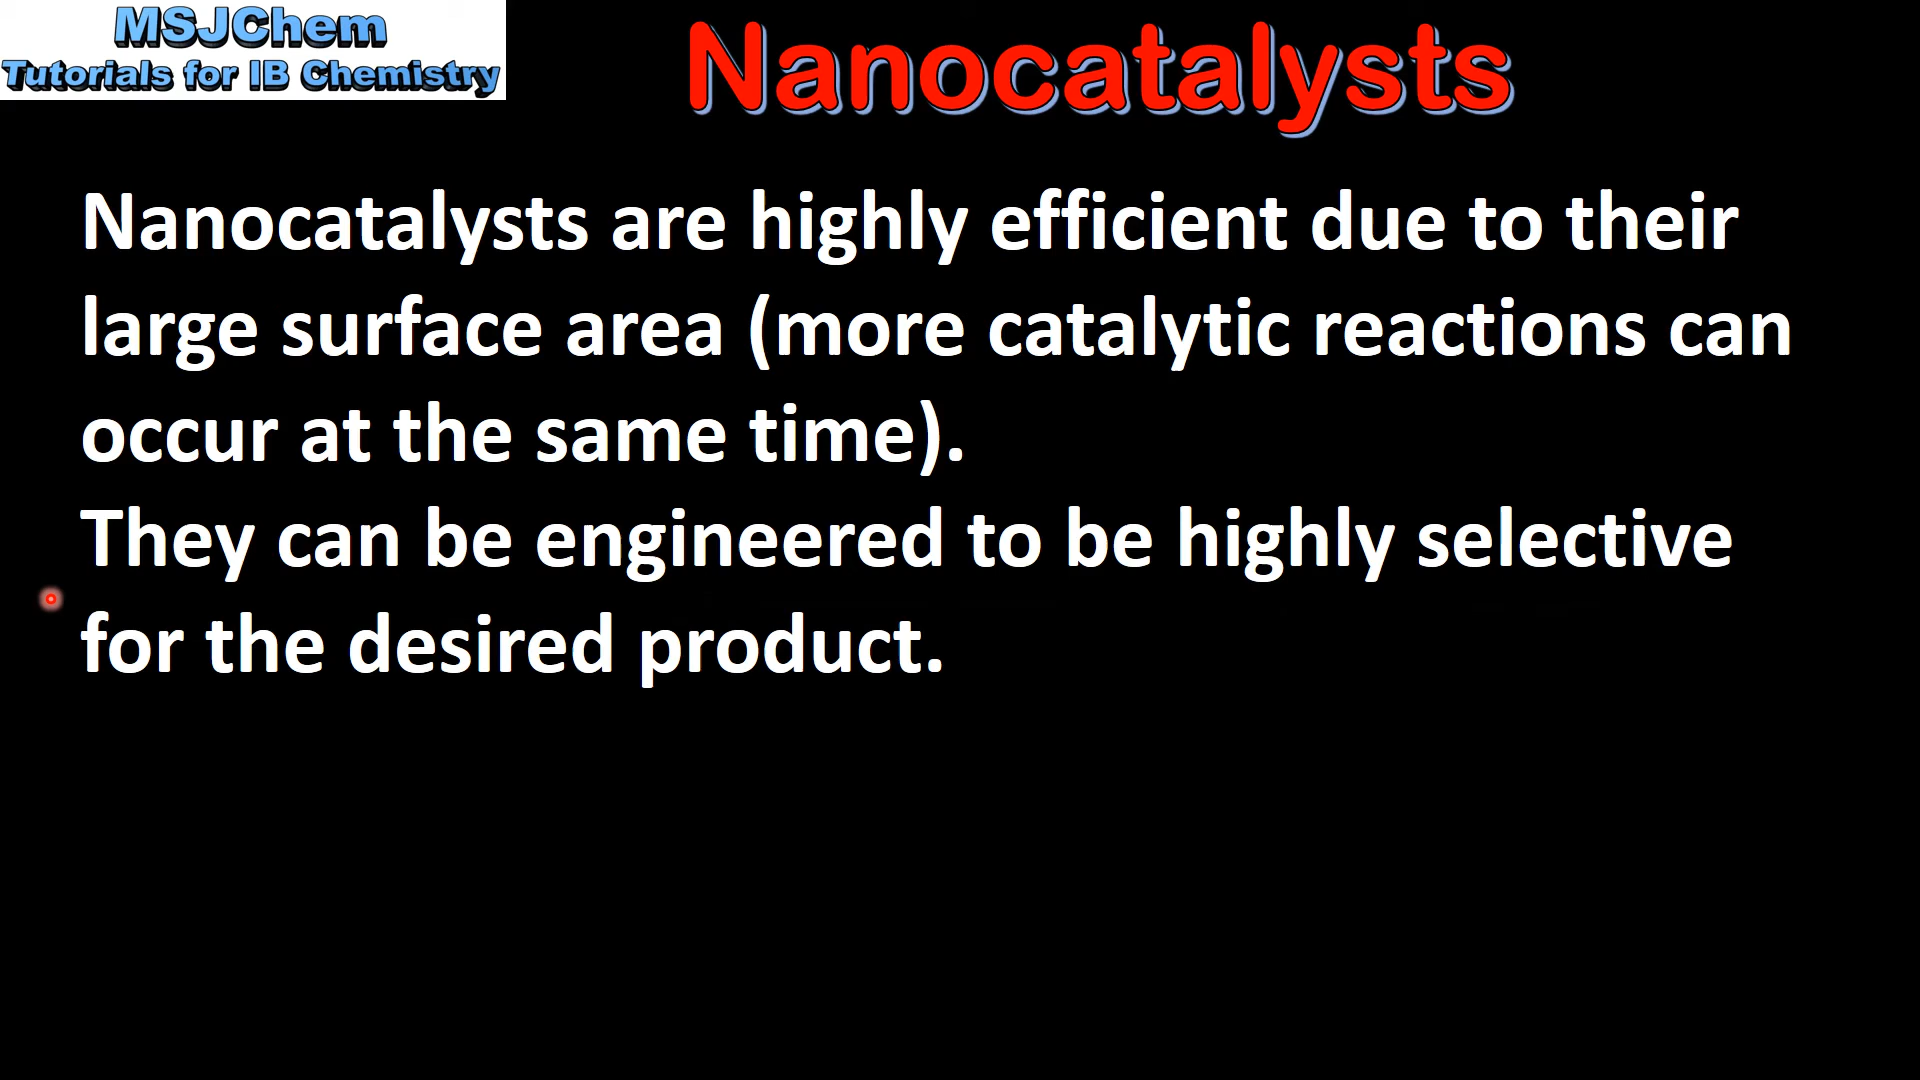 MSJChem
Tutorials for IB Chemistry
Nanocatalysts
Nanocatalysts are highly efficient due to their
large surface area (more catalytic reactions can
occur at the same time).
They can be engineered to be highly selective
for the desired product.